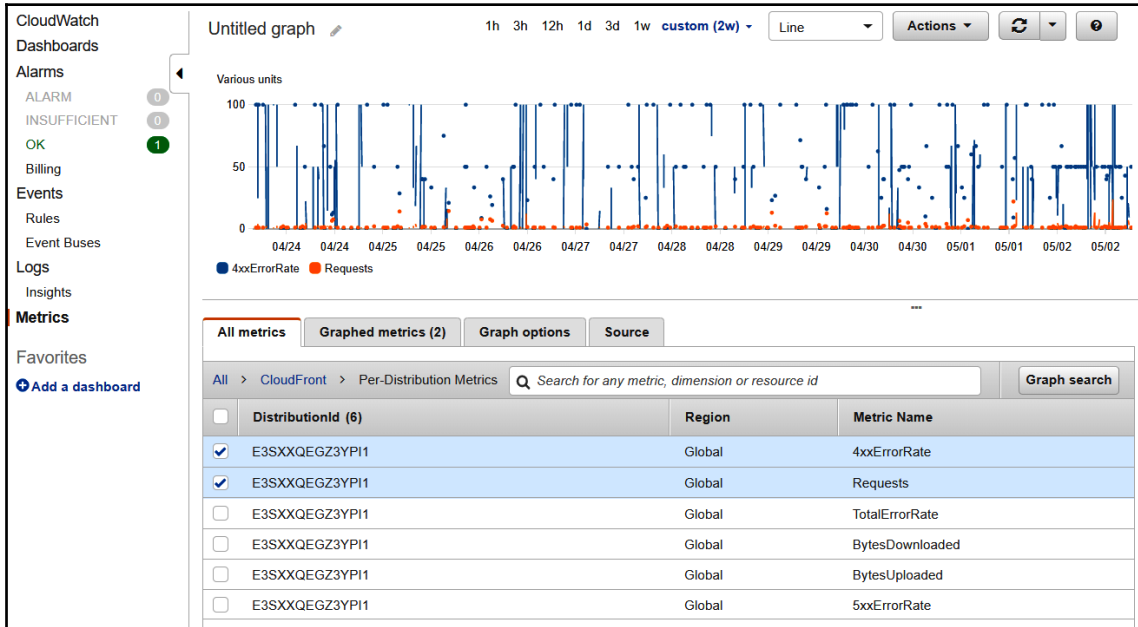 CloudWatch
Dashboards
Alarms
ALARM 0
INSUFFICIENT 0
OK 1
Billing
Events
Rules
Event Buses
Logs
Insights
Metrics
Favorites
Add a dashboard
Untitled graph
1h 3h 12h 1d 3d 1w custom (2w) Line Actions
Various units
100
50
0
04/24 04/24 04/25 04/25 04/26 04/26 04/27 04/27 04/28 04/28 04/29 04/29 04/30 04/30 05/01 05/01 05/02 05/02
4xxErrorRate Requests
All metrics Graphed metrics (2) Graph options Source
All > CloudFront > Per-Distribution Metrics Search for any metric, dimension or resource id Graph search
DistributionId (6) Region Metric Name
E3SXXQEGZ3YPI1 Global 4xxErrorRate
E3SXXQEGZ3YPI1 Global Requests
E3SXXQEGZ3YPI1 Global TotalErrorRate
E3SXXQEGZ3YPI1 Global BytesDownloaded
E3SXXQEGZ3YPI1 Global BytesUploaded
E3SXXQEGZ3YPI1 Global 5xxErrorRate